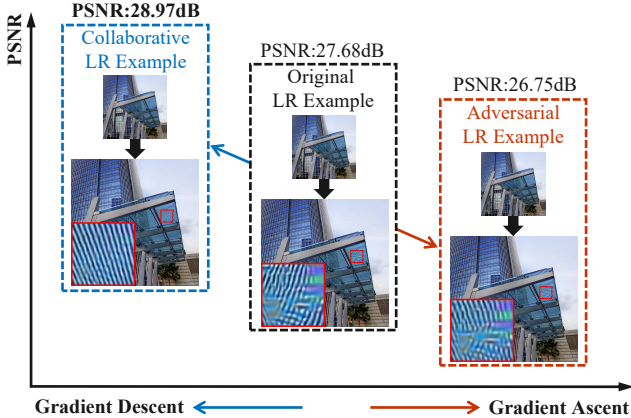 PSNR
PSNR:28.97dB
Collaborative
LR Example
PSNR:27.68dB
Original
LR Example
PSNR:26.75dB
Adversarial
LR Example
Gradient Descent
Gradient Ascent